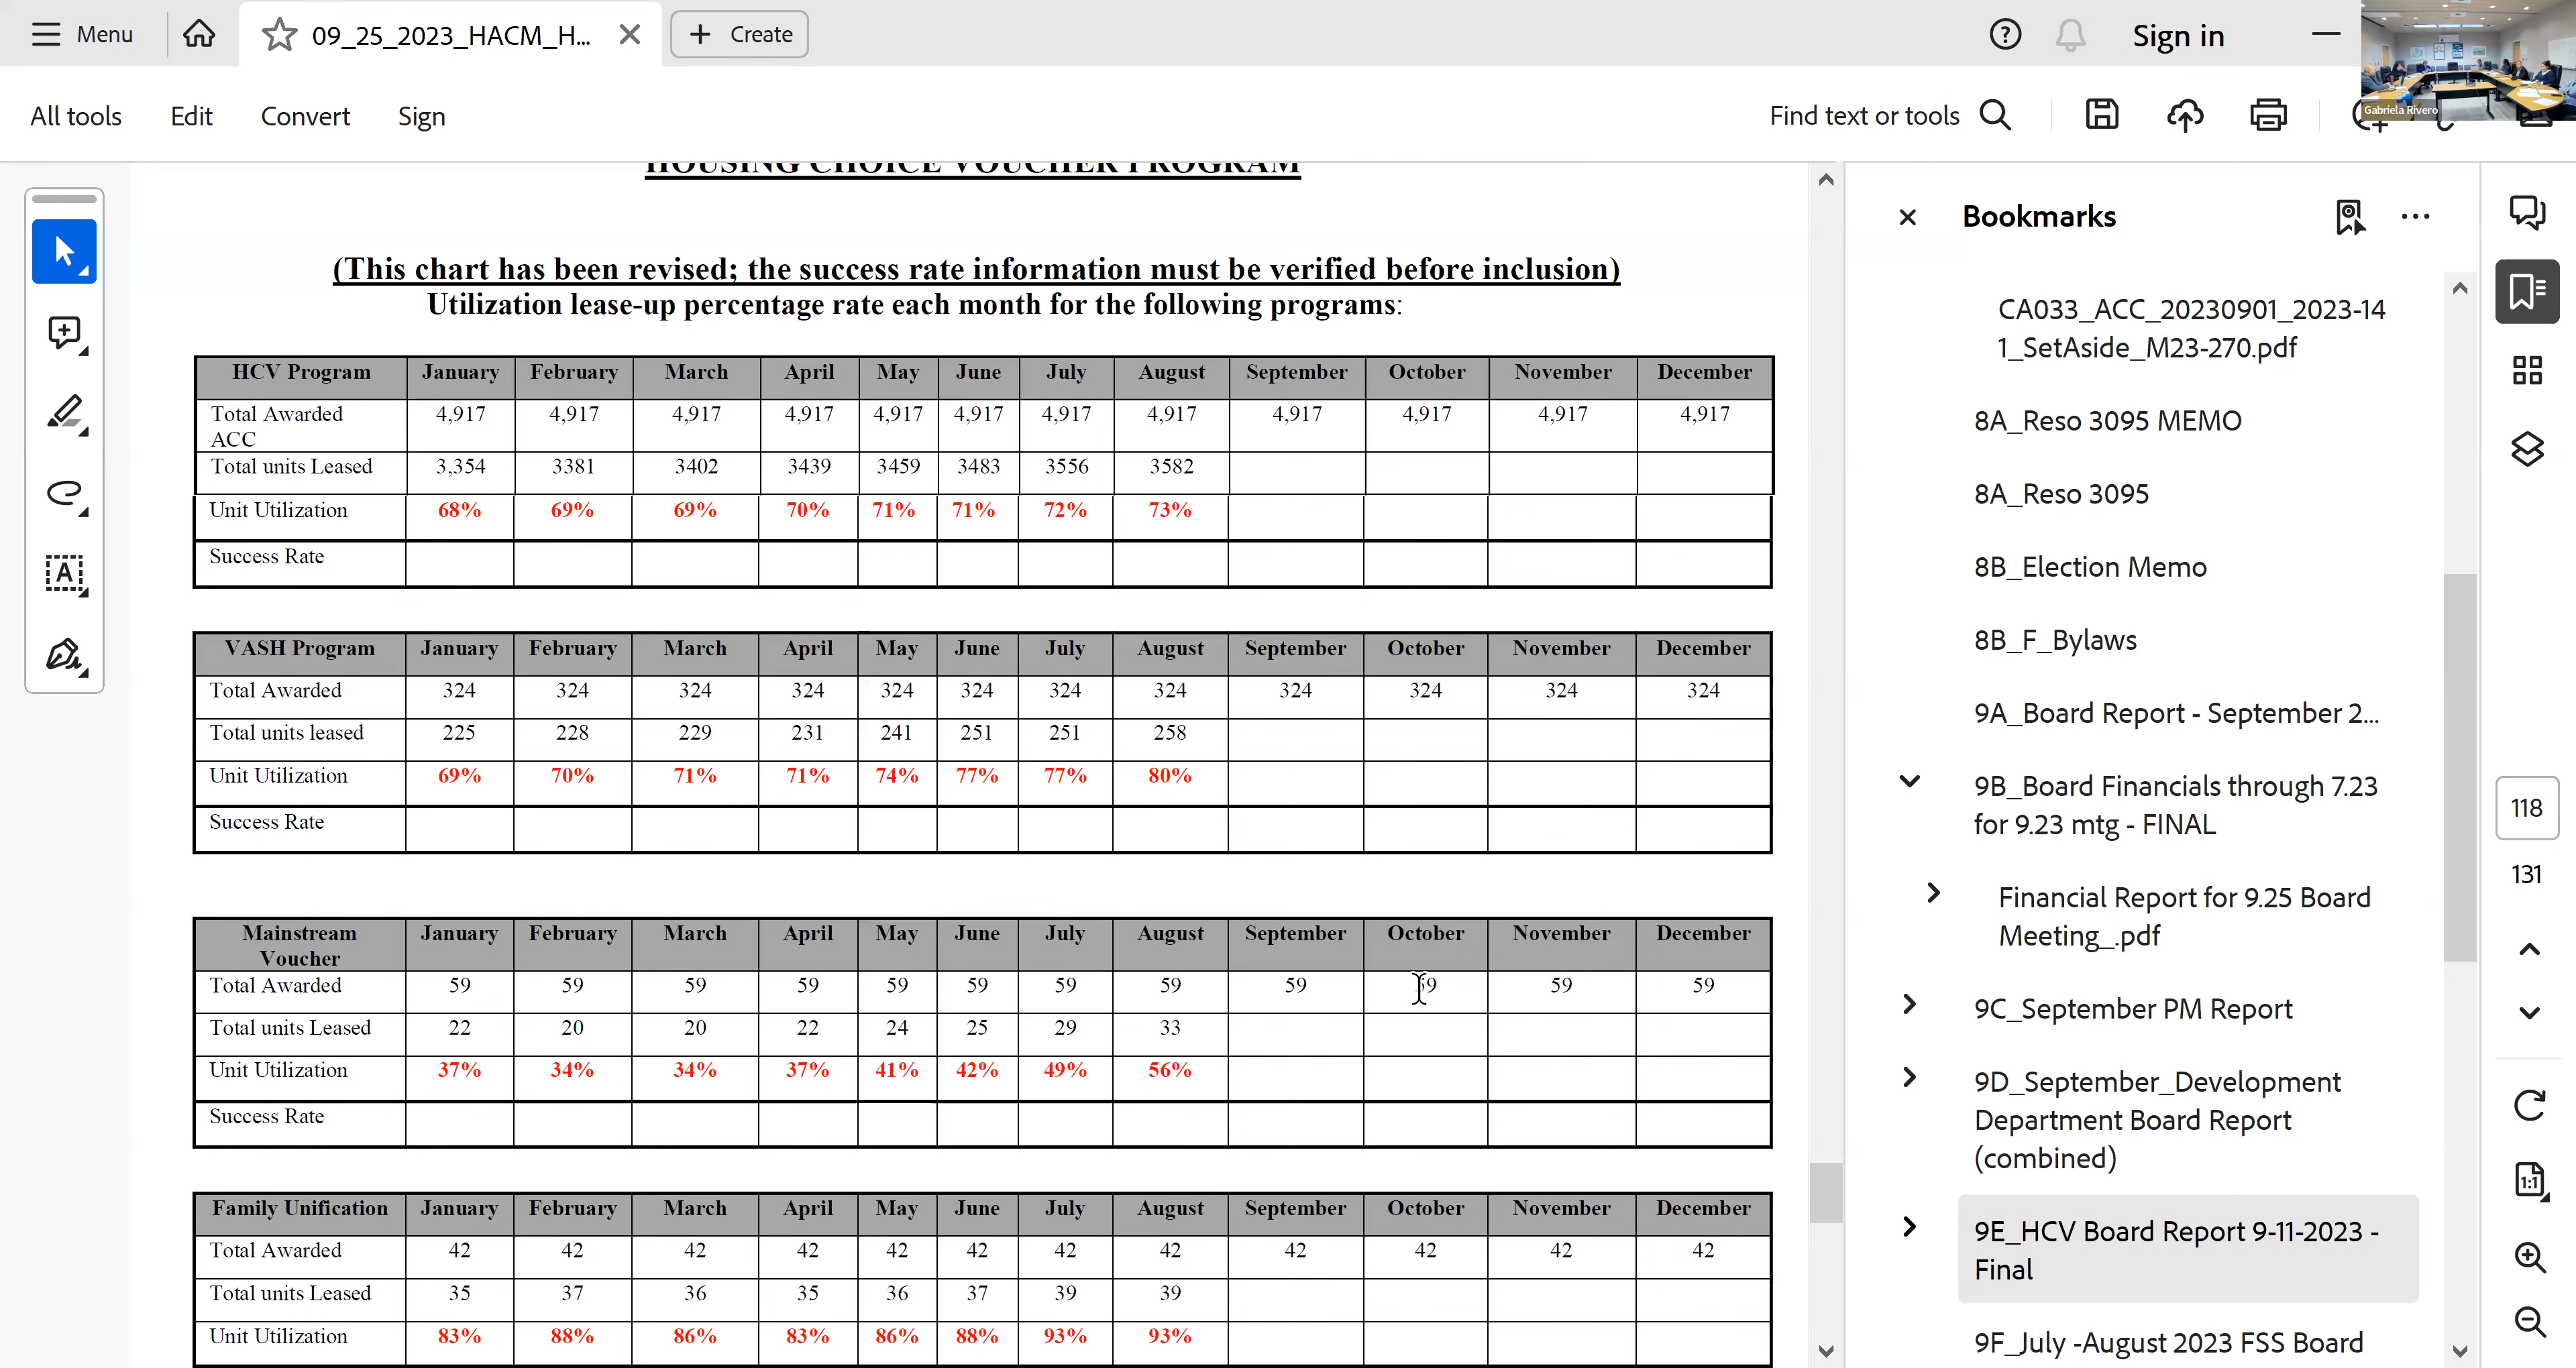 Menu
09_25_2023_HACM_H...
Create
Sign in
Gabriela Rivero
All tools Edit Convert Sign
Find text or tools
HOUSING CHOICE VOUCHER PROGRAM
(This chart has been revised; the success rate information must be verified before inclusion)
Utilization lease-up percentage rate each month for the following programs:
HCV Program January February March April May June July August September October November December
Total Awarded ACC 4,917 4,917 4,917 4,917 4,917 4,917 4,917 4,917 4,917 4,917 4,917 4,917
Total units Leased 3,354 3381 3402 3439 3459 3483 3556 3582
Unit Utilization 68% 69% 69% 70% 71% 71% 72% 73%
Success Rate
VASH Program January February March April May June July August September October November December
Total Awarded 324 324 324 324 324 324 324 324 324 324 324 324
Total units leased 225 228 229 231 241 251 251 258
Unit Utilization 69% 70% 71% 71% 74% 77% 77% 80%
Success Rate
Mainstream Voucher January February March April May June July August September October November December
Total Awarded 59 59 59 59 59 59 59 59 59 59 59 59
Total units Leased 22 20 20 22 24 25 29 33
Unit Utilization 37% 34% 34% 37% 41% 42% 49% 56%
Success Rate
Family Unification January February March April May June July August September October November December
Total Awarded 42 42 42 42 42 42 42 42 42 42 42 42
Total units Leased 35 37 36 35 36 37 39 39
Unit Utilization 83% 88% 86% 83% 86% 88% 93% 93%
Bookmarks
CA033_ACC_20230901_2023-14
1_SetAside_M23-270.pdf
8A_Reso 3095 MEMO
8A_Reso 3095
8B_Election Memo
8B_F_Bylaws
9A_Board Report - September 2...
9B_Board Financials through 7.23
for 9.23 mtg - FINAL
Financial Report for 9.25 Board
Meeting_.pdf
9C_September PM Report
9D_September_Development
Department Board Report
(combined)
9E_HCV Board Report 9-11-2023 -
Final
9F_July -August 2023 FSS Board
118
131
1:1